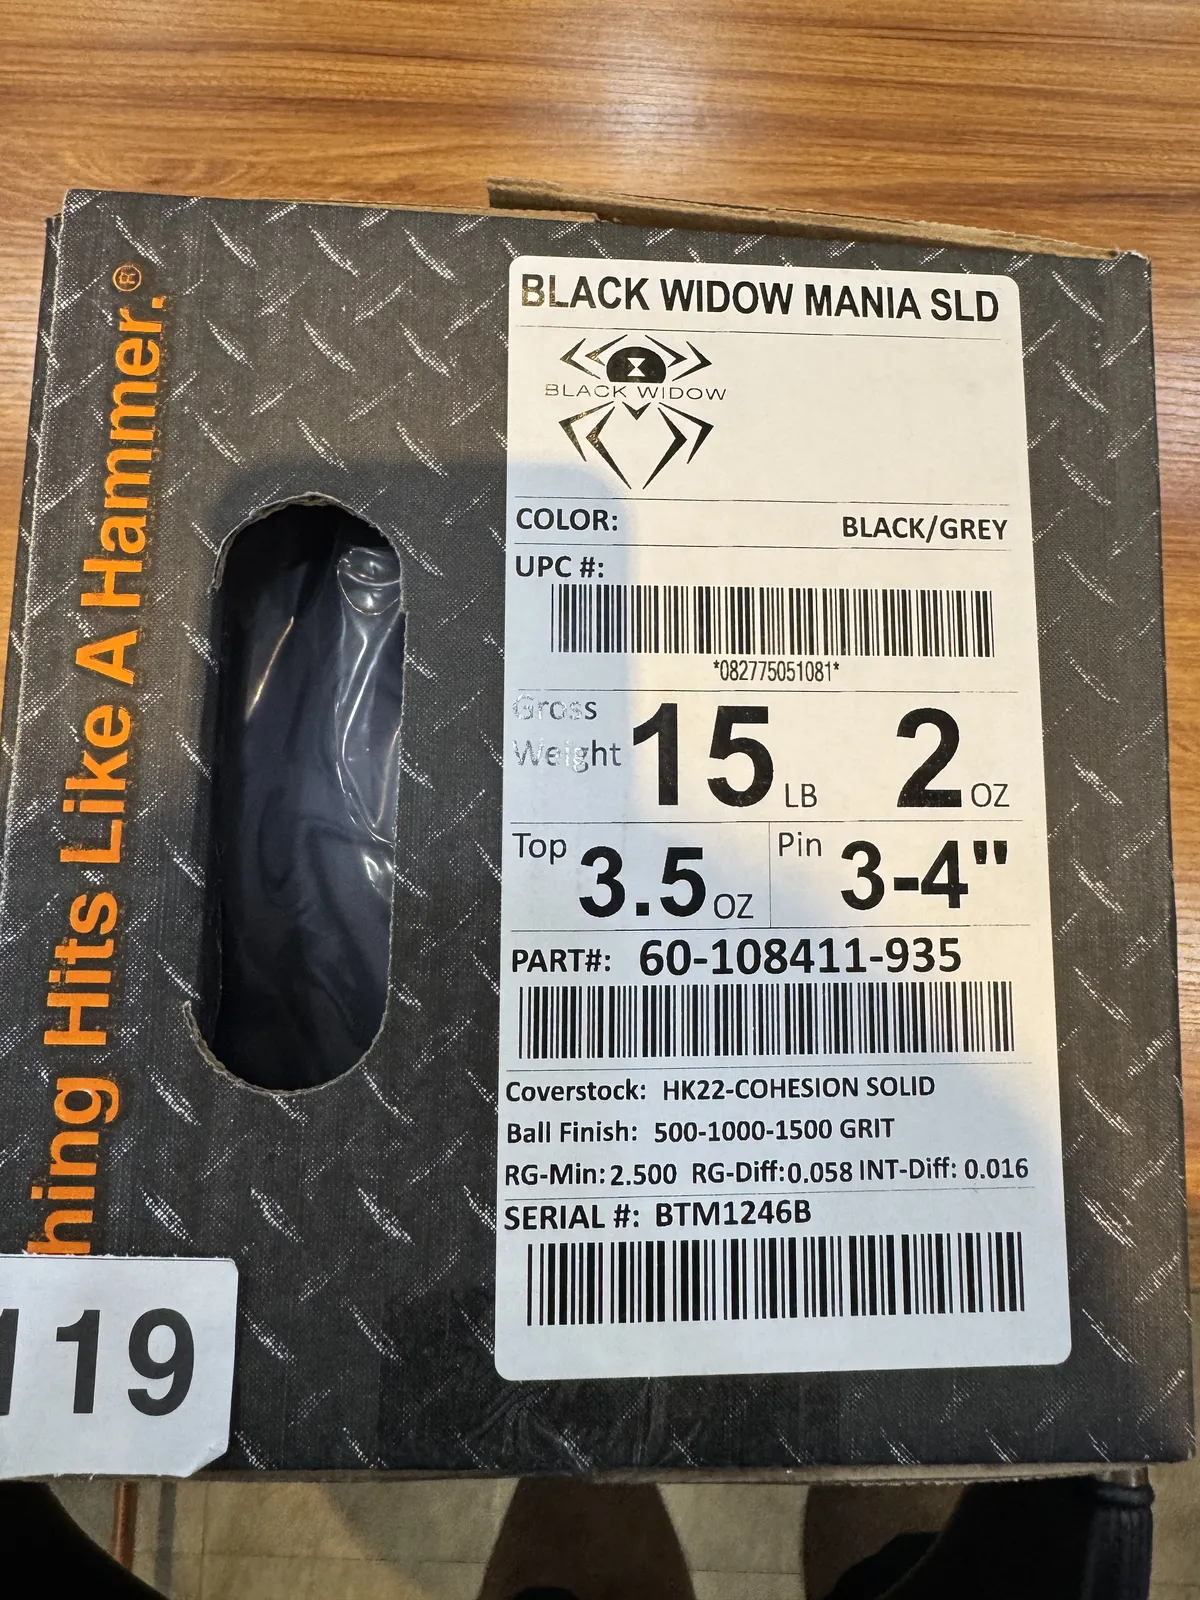 hing Hits Like A Hammer.®
BLACK WIDOW MANIA SLD
BLACK WIDOW
COLOR: BLACK/GREY
UPC #:
*082775051081*
Gross Weight 15 LB 2 OZ
Top 3.5 OZ Pin 3-4"
PART#: 60-108411-935
Coverstock: HK22-COHESION SOLID
Ball Finish: 500-1000-1500 GRIT
RG-Min: 2.500 RG-Diff: 0.058 INT-Diff: 0.016
SERIAL #: BTM1246B
119